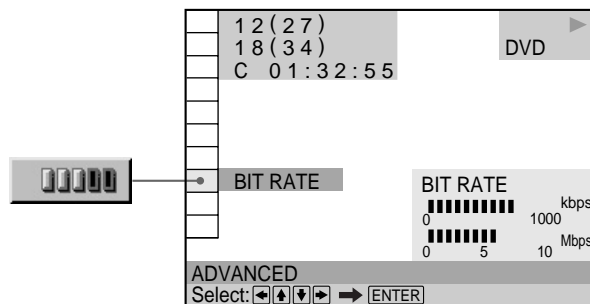 12(27)
18(34)
C 01:32:55
DVD
BIT RATE
BIT RATE
kbps
0 1000
Mbps
0 5 10
ADVANCED
Select: ENTER